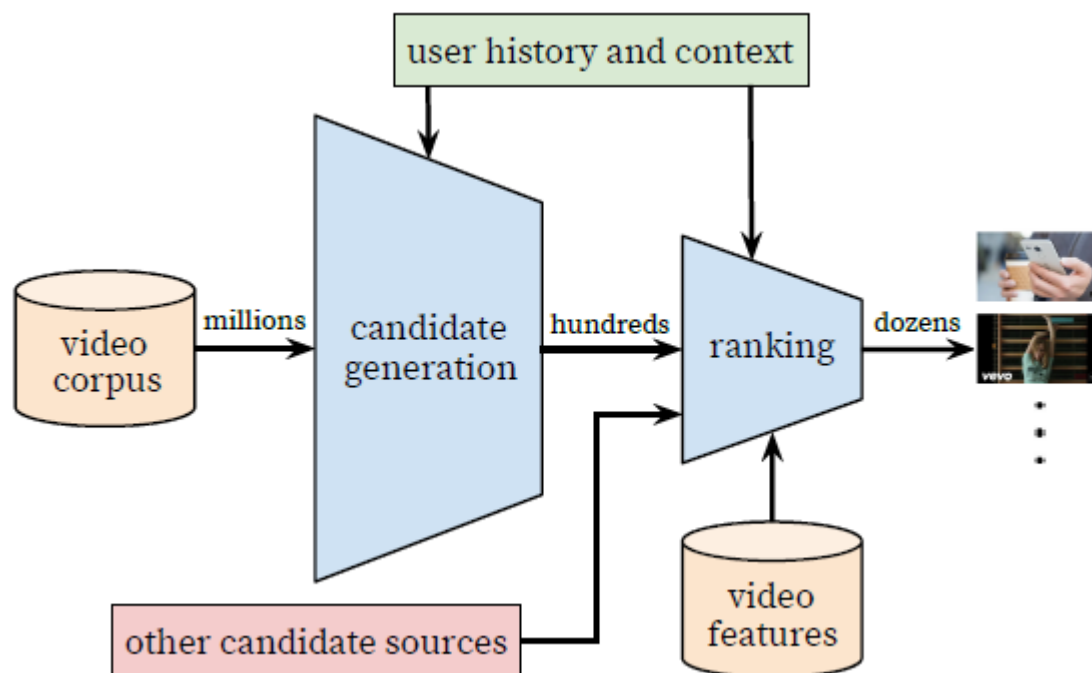 user history and context
millions
video
corpus
candidate
generation
hundreds
ranking
dozens
vevo
other candidate sources
video
features